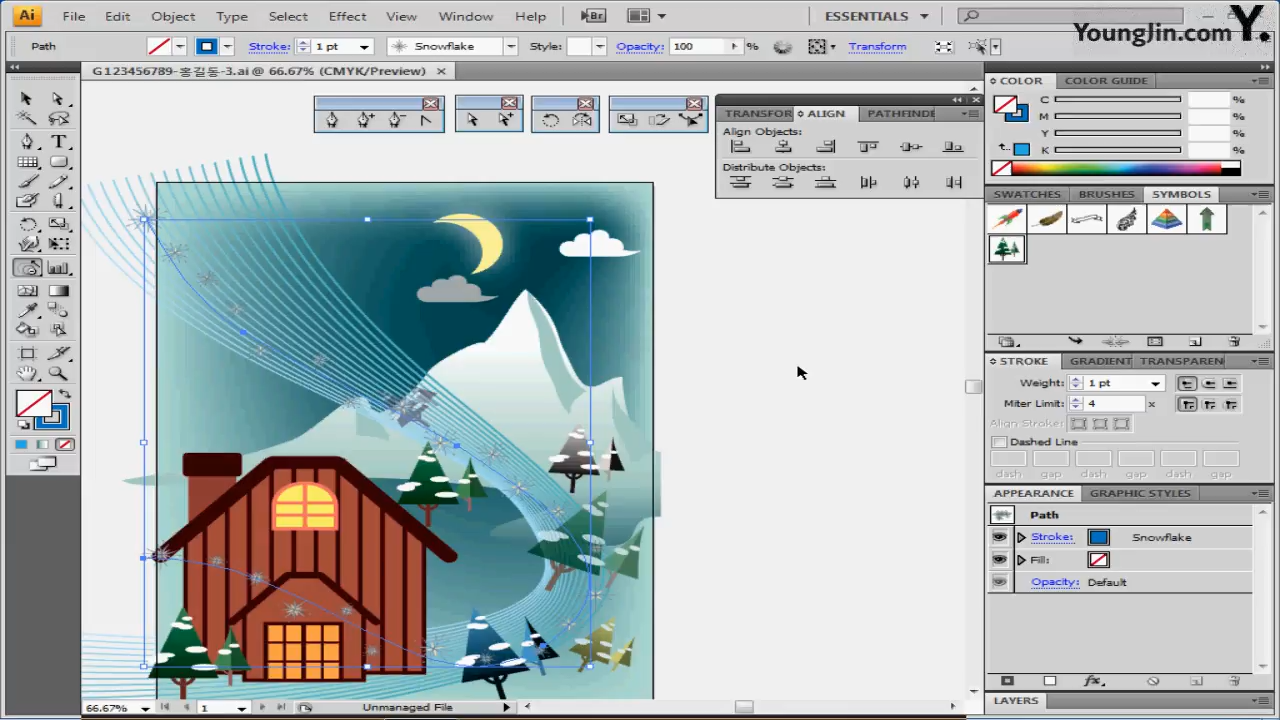 Ai File Edit Object Type Select Effect View Window Help Br ESSENTIALS
YoungJin.com Y.
Path Stroke: 1 pt Snowflake Style: Opacity: 100 % Transform
G123456789-홍길동-3.ai @ 66.67% (CMYK/Preview) ×
COLOR COLOR GUIDE
C %
M %
Y %
K %
TRANSFOR ALIGN PATHFINDE
Align Objects:
Distribute Objects:
SWATCHES BRUSHES SYMBOLS
STROKE GRADIENT TRANSPAREN
Weight: 1 pt
Miter Limit: 4 x
Align Stroke:
Dashed Line
dash gap dash gap dash gap
APPEARANCE GRAPHIC STYLES
Path
Stroke: Snowflake
Fill:
Opacity: Default
fx
LAYERS
66.67% 1 Unmanaged File